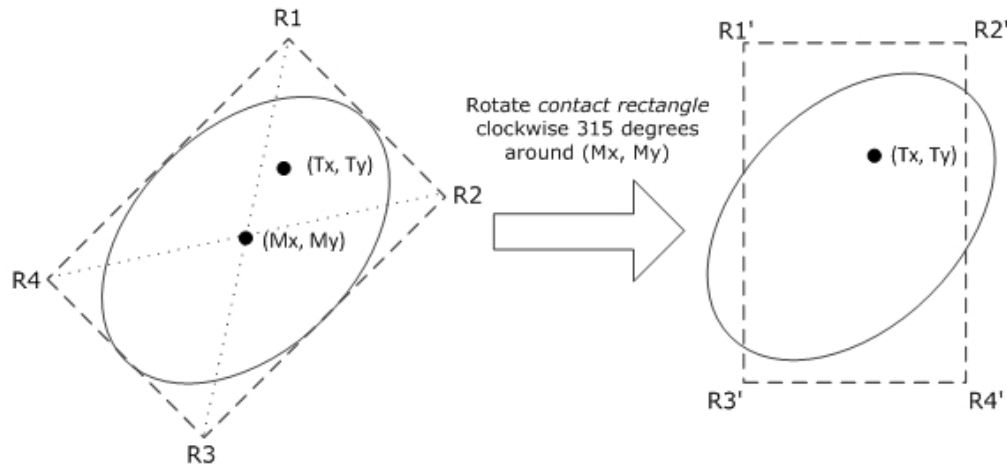 R1
(Tx, Ty)
R2
(Mx, My)
R4
R3
Rotate contact rectangle
clockwise 315 degrees
around (Mx, My)
R1'
R2'
(Tx, Ty)
R3'
R4'